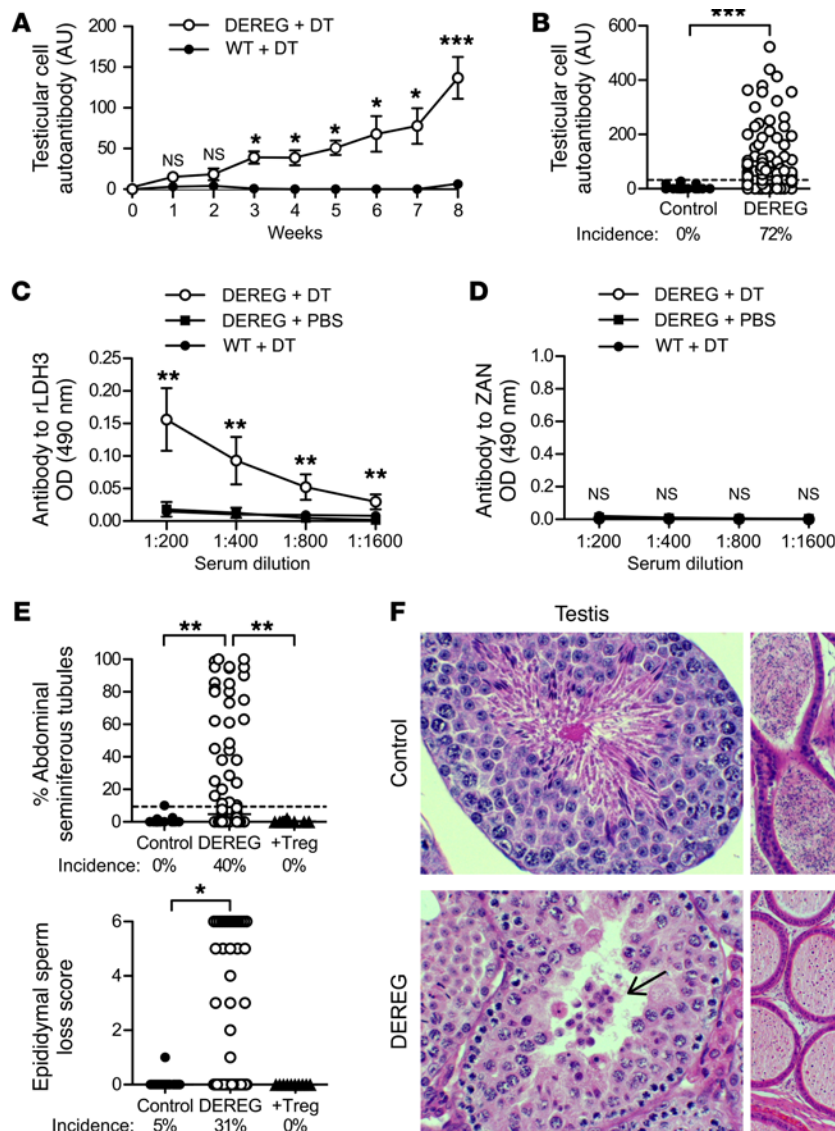 A
DEREG + DT
WT + DT
Testicular cell
autoantibody (AU)
200
150
100
50
0
NS
NS
*
*
*
*
*
***
0 1 2 3 4 5 6 7 8
Weeks
B
***
Testicular cell
autoantibody (AU)
600
400
200
0
Control DEREG
Incidence: 0% 72%
C
DEREG + DT
DEREG + PBS
WT + DT
Antibody to rLDH3
OD (490 nm)
0.25
0.20
0.15
0.10
0.05
0.00
**
**
**
**
1:200 1:400 1:800 1:1600
Serum dilution
D
DEREG + DT
DEREG + PBS
WT + DT
Antibody to ZAN
OD (490 nm)
1.0
0.8
0.6
0.4
0.2
0.0
NS NS NS NS
1:200 1:400 1:800 1:1600
Serum dilution
E
** **
% Abdominal
seminiferous tubules
100
80
60
40
20
10
0
Control DEREG +Treg
Incidence: 0% 40% 0%
*
Epididymal sperm
loss score
6
4
2
0
Control DEREG +Treg
Incidence: 5% 31% 0%
F
Testis
Control
DEREG